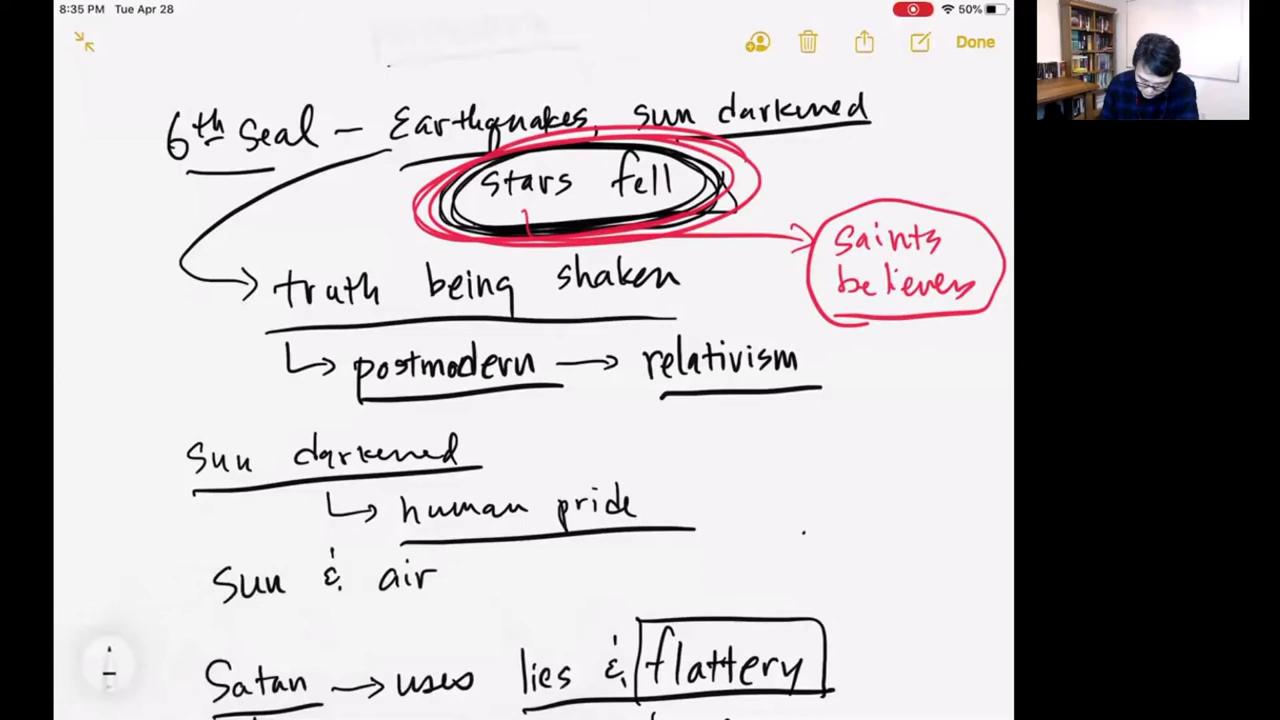 8:35 PM Tue Apr 28
50%
Done
6th seal – Earthquakes, sun darkened
stars fell
saints
believers
truth being shaken
postmodern → relativism
sun darkened
human pride
sun & air
Satan → uses lies & flattery